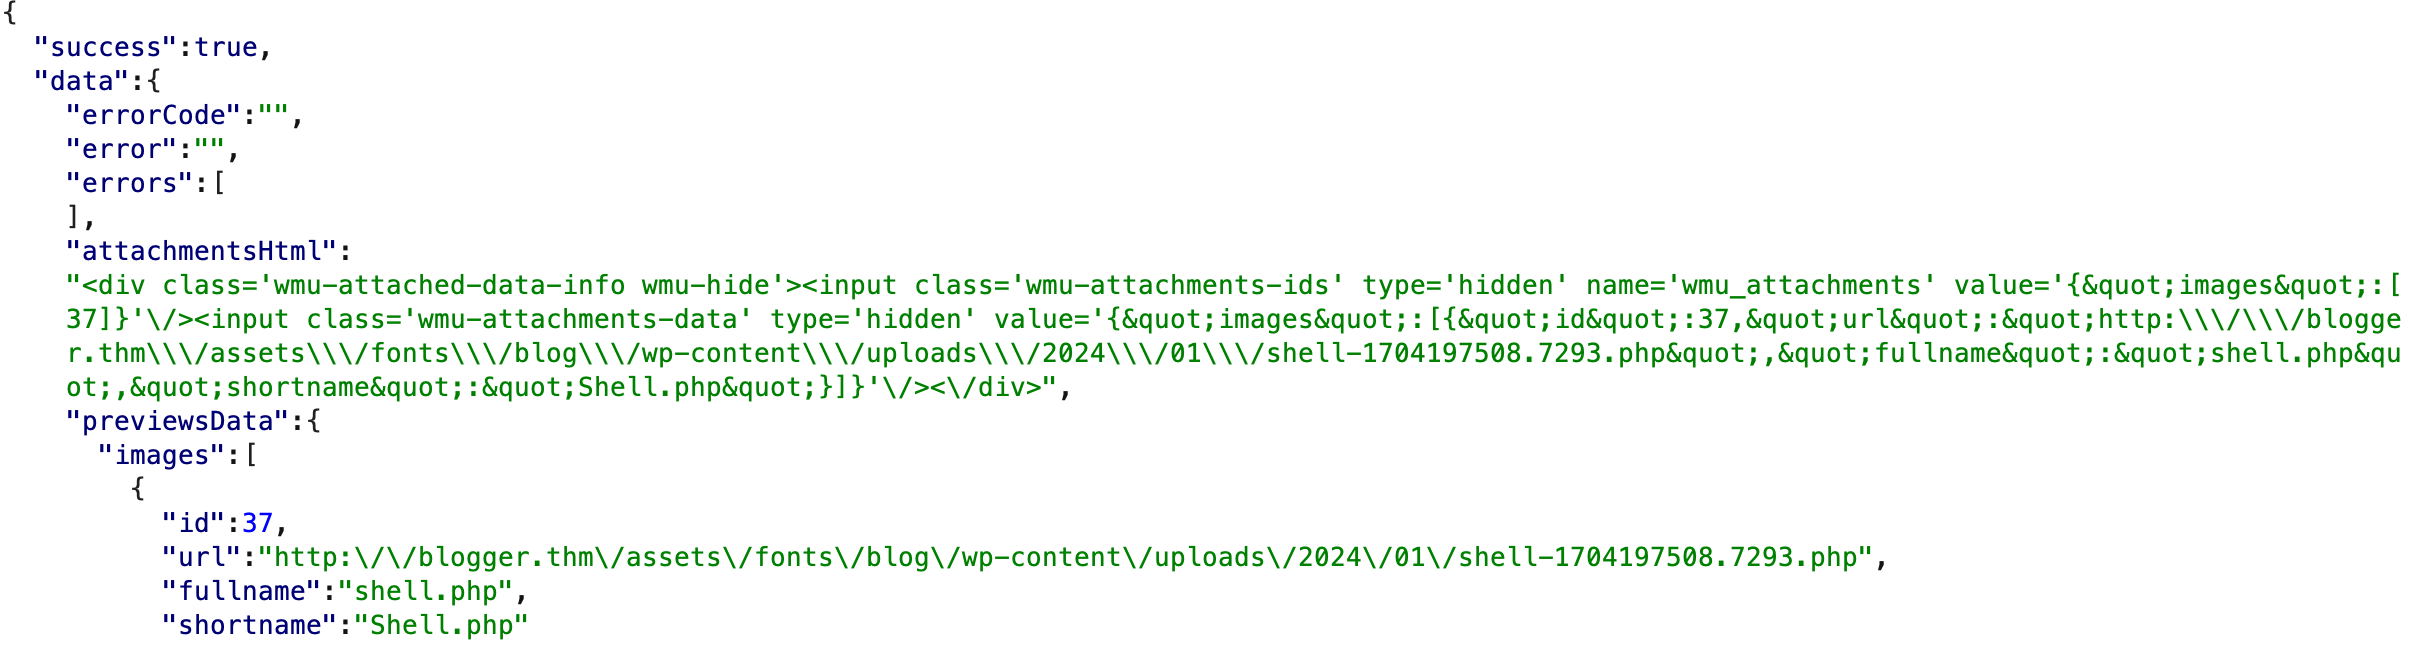 {
"success":true,
"data":{
"errorCode":"",
"error":"",
"errors":[
],
"attachmentsHtml":
"<div class='wmu-attached-data-info wmu-hide'><input class='wmu-attachments-ids' type='hidden' name='wmu_attachments' value='{&quot;images&quot;:[
37]}'\/><input class='wmu-attachments-data' type='hidden' value='{&quot;images&quot;:[{&quot;id&quot;:37,&quot;url&quot;:&quot;http:\\\/\\\/blogge
r.thm\\\/assets\\\/fonts\\\/blog\\\/wp-content\\\/uploads\\\/2024\\\/01\\\/shell-1704197508.7293.php&quot;,&quot;fullname&quot;:&quot;shell.php&qu
ot;,&quot;shortname&quot;:&quot;Shell.php&quot;}]}'\/><\/div>",
"previewsData":{
"images":[
{
"id":37,
"url":"http:\/\/blogger.thm\/assets\/fonts\/blog\/wp-content\/uploads\/2024\/01\/shell-1704197508.7293.php",
"fullname":"shell.php",
"shortname":"Shell.php"